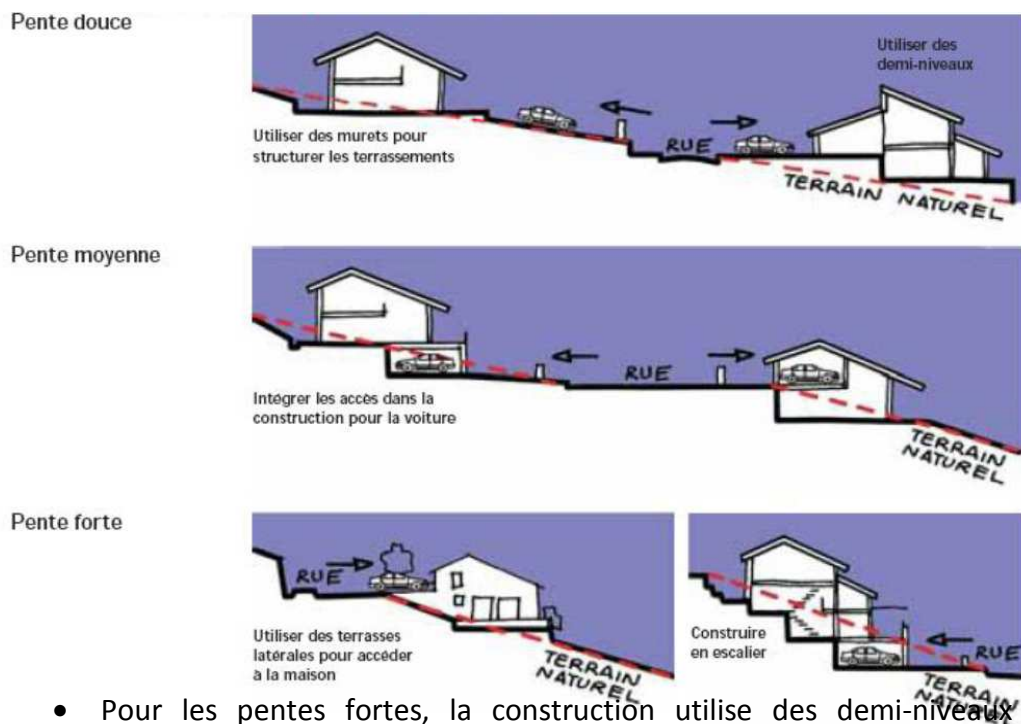 Pente douce
Utiliser des
demi-niveaux
Utiliser des murets pour
structurer les terrassements
RUE
TERRAIN NATUREL
Pente moyenne
RUE
Intégrer les accès dans la
construction pour la voiture
TERRAIN
NATUREL
Pente forte
RUE
Utiliser des terrasses
latérales pour accéder
à la maison
TERRAIN
NATUREL
Construire
en escalier
RUE
TERRAIN
NATUREL
• Pour les pentes fortes, la construction utilise des demi-niveaux